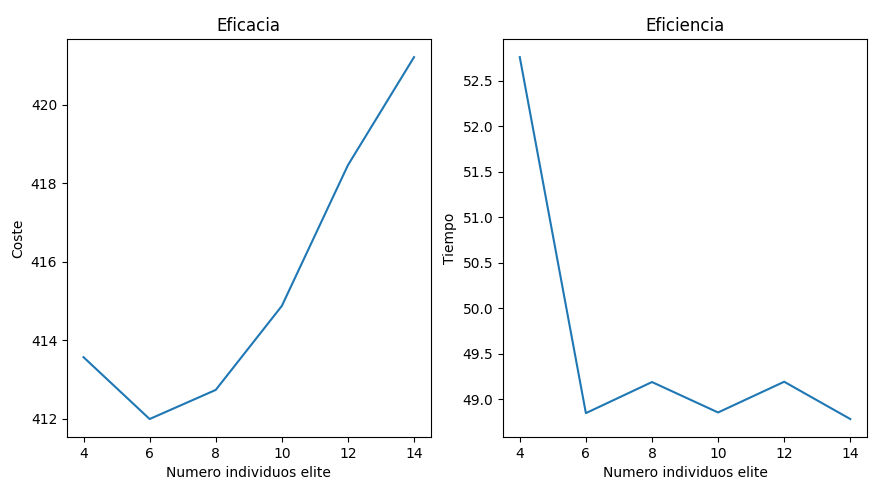 Eficacia
Coste
420
418
416
414
412
4 6 8 10 12 14
Numero individuos elite
Eficiencia
Tiempo
52.5
52.0
51.5
51.0
50.5
50.0
49.5
49.0
4 6 8 10 12 14
Numero individuos elite